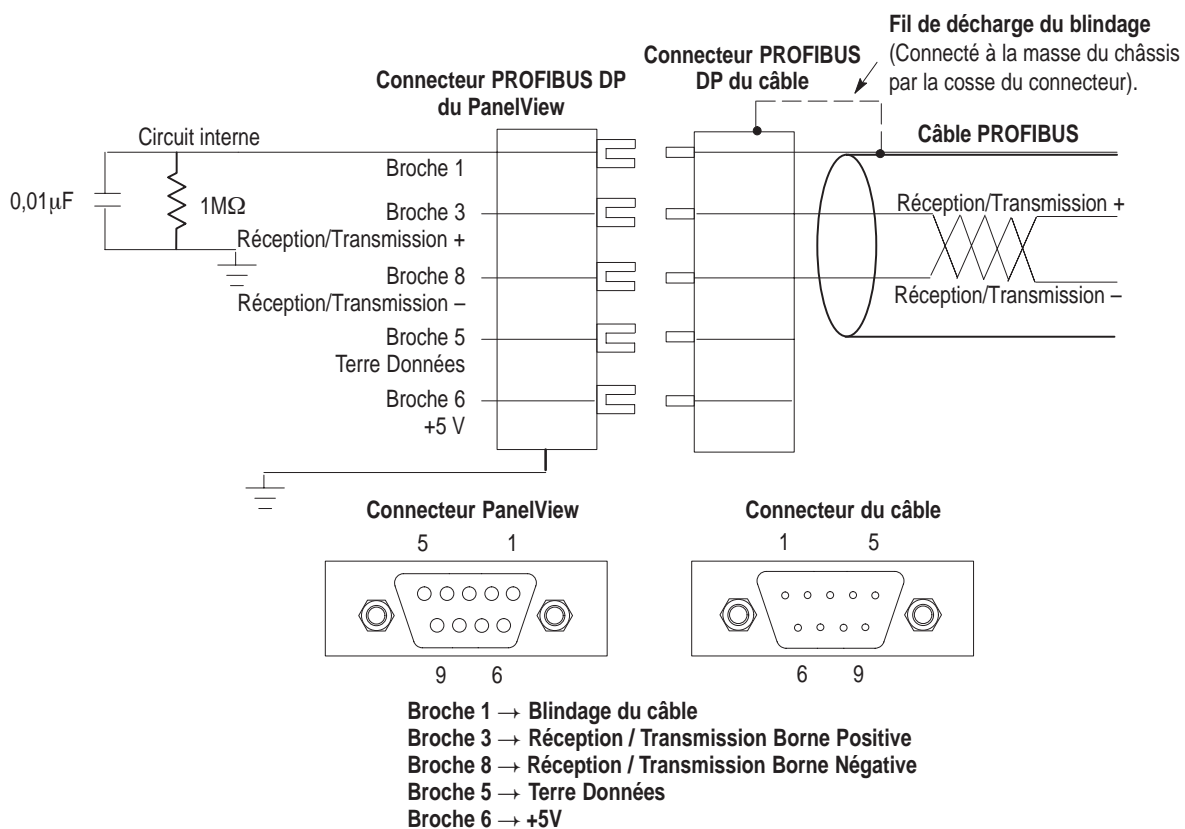 Fil de décharge du blindage
(Connecté à la masse du châssis
par la cosse du connecteur).
Connecteur PROFIBUS
DP du câble
Connecteur PROFIBUS DP
du PanelView
Câble PROFIBUS
Circuit interne
Broche 1
0,01µF
1MΩ
Broche 3
Réception/Transmission +
Réception/Transmission +
Broche 8
Réception/Transmission –
Réception/Transmission –
Broche 5
Terre Données
Broche 6
+5 V
Connecteur PanelView
5 1
9 6
Connecteur du câble
1 5
6 9
Broche 1 → Blindage du câble
Broche 3 → Réception / Transmission Borne Positive
Broche 8 → Réception / Transmission Borne Négative
Broche 5 → Terre Données
Broche 6 → +5V